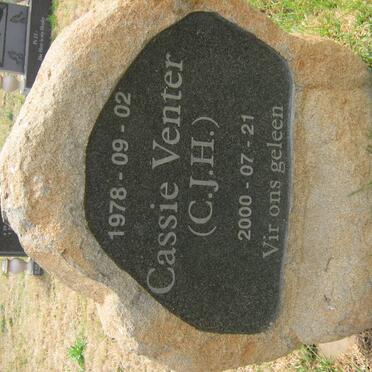 1978 - 09 - 02
Cassie Venter
(C.J.H.)
2000 - 07 - 21
Vir ons geleen